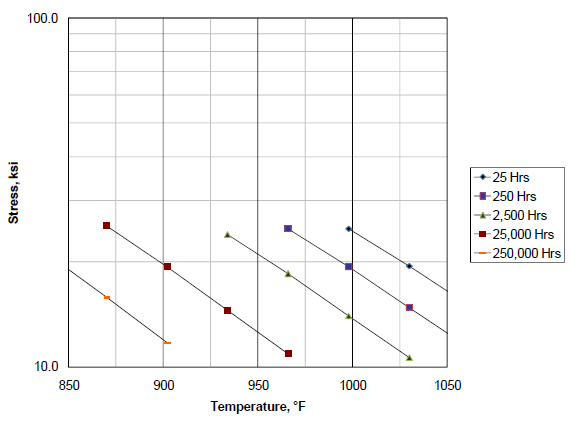 100.0
Stress, ksi
25 Hrs
250 Hrs
2,500 Hrs
25,000 Hrs
250,000 Hrs
10.0
850 900 950 1000 1050
Temperature, °F